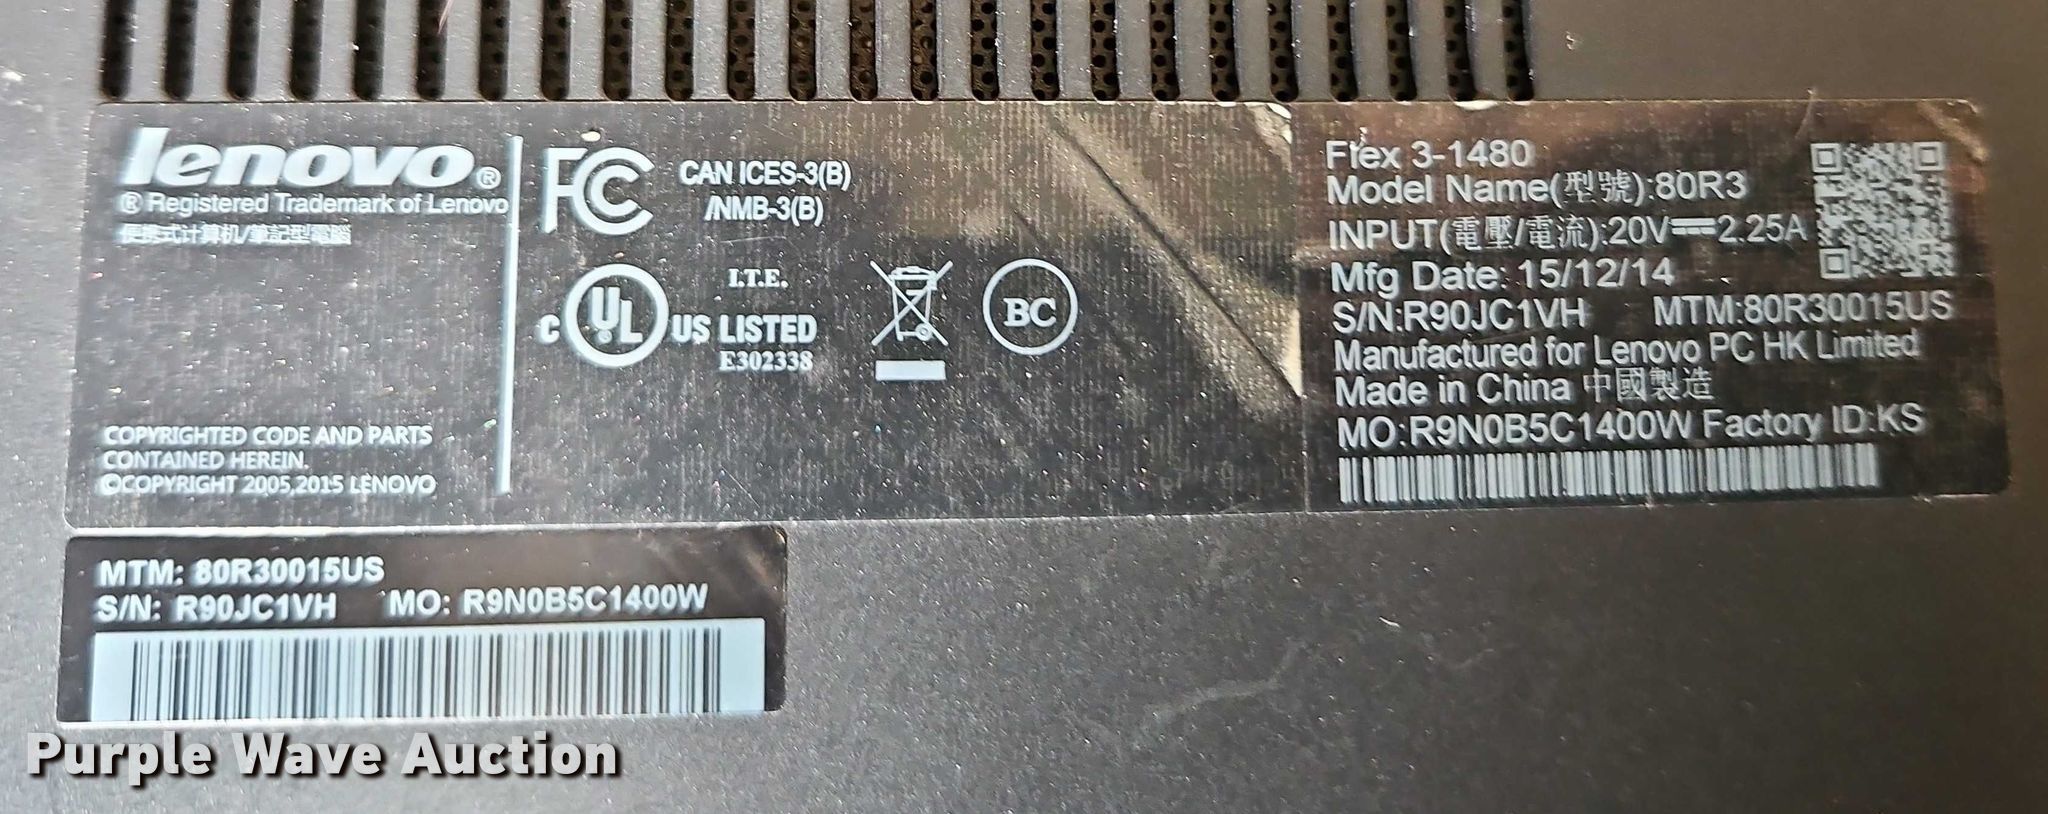 lenovo®
® Registered Trademark of Lenovo
便携式计算机/筆記型電腦
COPYRIGHTED CODE AND PARTS
CONTAINED HEREIN.
©COPYRIGHT 2005,2015 LENOVO
FC
CAN ICES-3(B)
/NMB-3(B)
I.T.E.
C UL® US LISTED
E302338
BC
Flex 3-1480
Model Name(型號):80R3
INPUT(電壓/電流):20V⎓2.25A
Mfg Date: 15/12/14
S/N:R90JC1VH MTM:80R30015US
Manufactured for Lenovo PC HK Limited
Made in China 中國製造
MO:R9N0B5C1400W Factory ID:KS
MTM: 80R30015US
S/N: R90JC1VH MO: R9N0B5C1400W
Purple Wave Auction